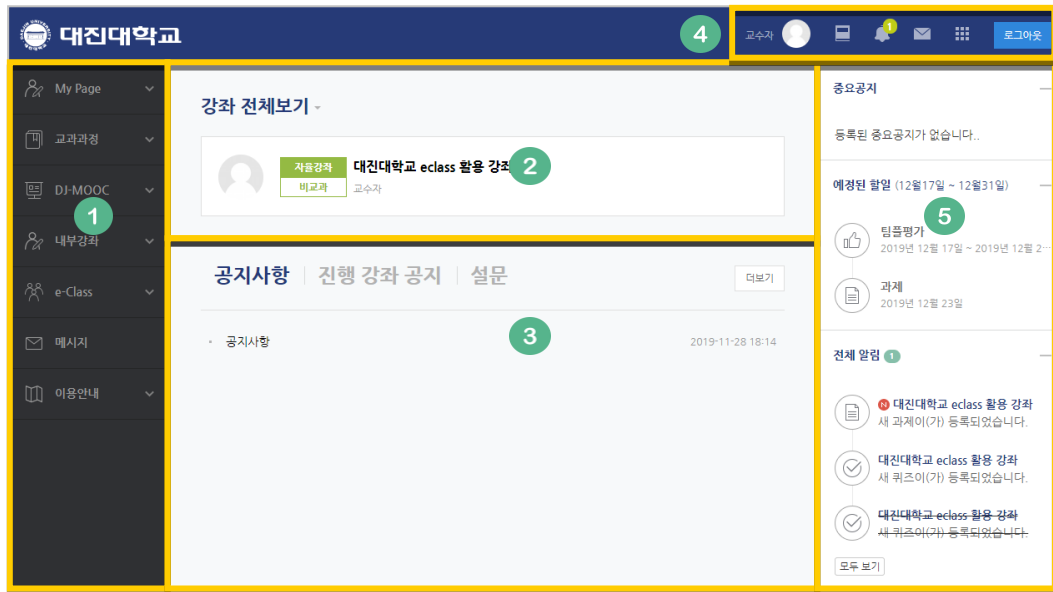 대진대학교
4
교수자
1
로그아웃
My Page
교과과정
DJ-MOOC
1
내부강좌
e-Class
메시지
이용안내
강좌 전체보기
자율강좌
비교과
대진대학교 eclass 활용 강좌
2
교수자
공지사항
진행 강좌 공지
설문
더보기
공지사항
3
2019-11-28 18:14
중요공지
등록된 중요공지가 없습니다..
예정된 할일 (12월17일 ~ 12월31일)
5
팀플평가
2019년 12월 17일 ~ 2019년 12월 2…
과제
2019년 12월 23일
전체 알림 1
N 대진대학교 eclass 활용 강좌
새 과제이(가) 등록되었습니다.
대진대학교 eclass 활용 강좌
새 퀴즈이(가) 등록되었습니다.
대진대학교 eclass 활용 강좌
새 퀴즈이(가) 등록되었습니다.
모두 보기